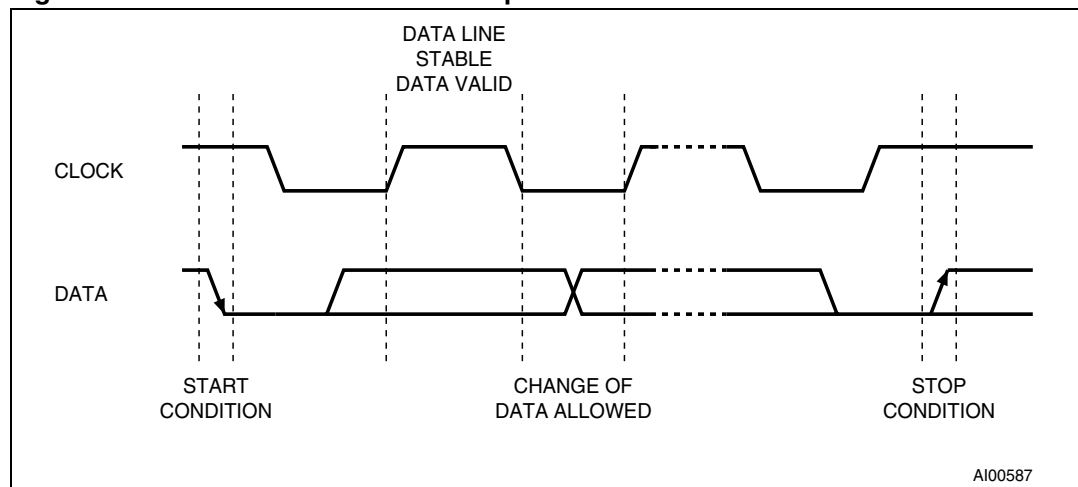 DATA LINE
STABLE
DATA VALID
CLOCK
DATA
START
CONDITION
CHANGE OF
DATA ALLOWED
STOP
CONDITION
AI00587